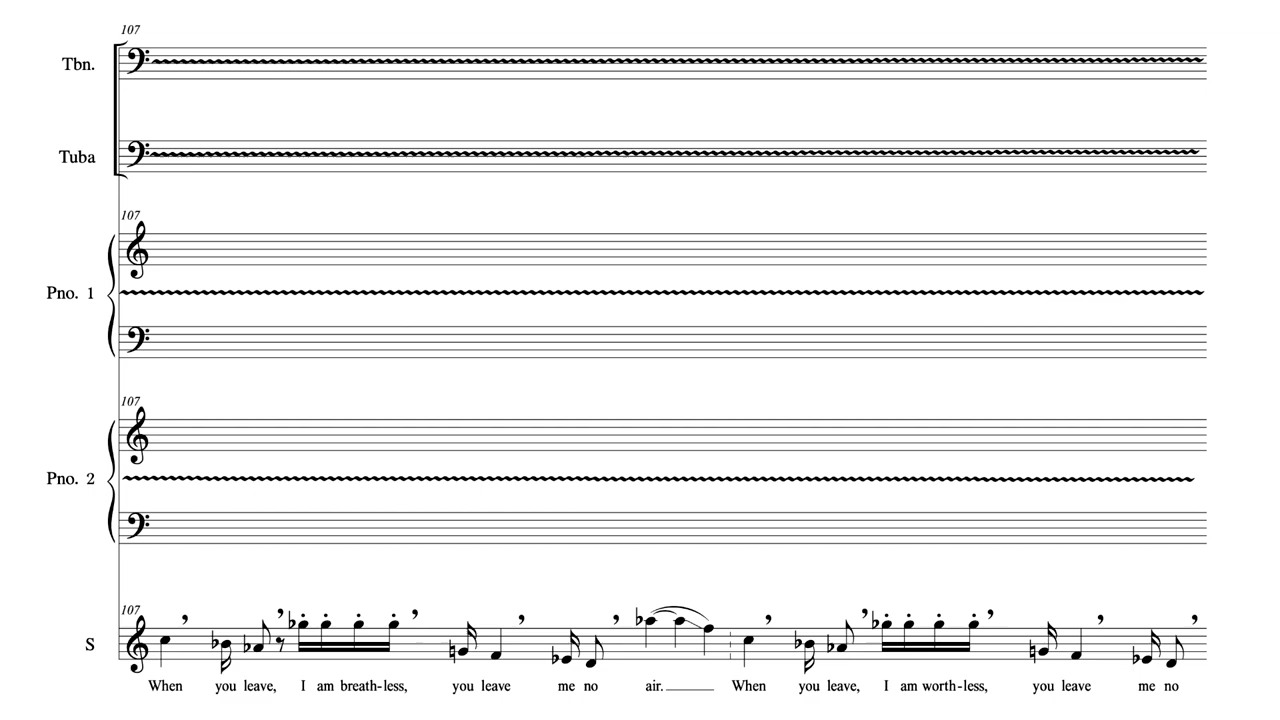 107
Tbn.
Tuba
107
Pno. 1
107
Pno. 2
107
S
When you leave, I am breath-less, you leave me no air. When you leave, I am worth-less, you leave me no